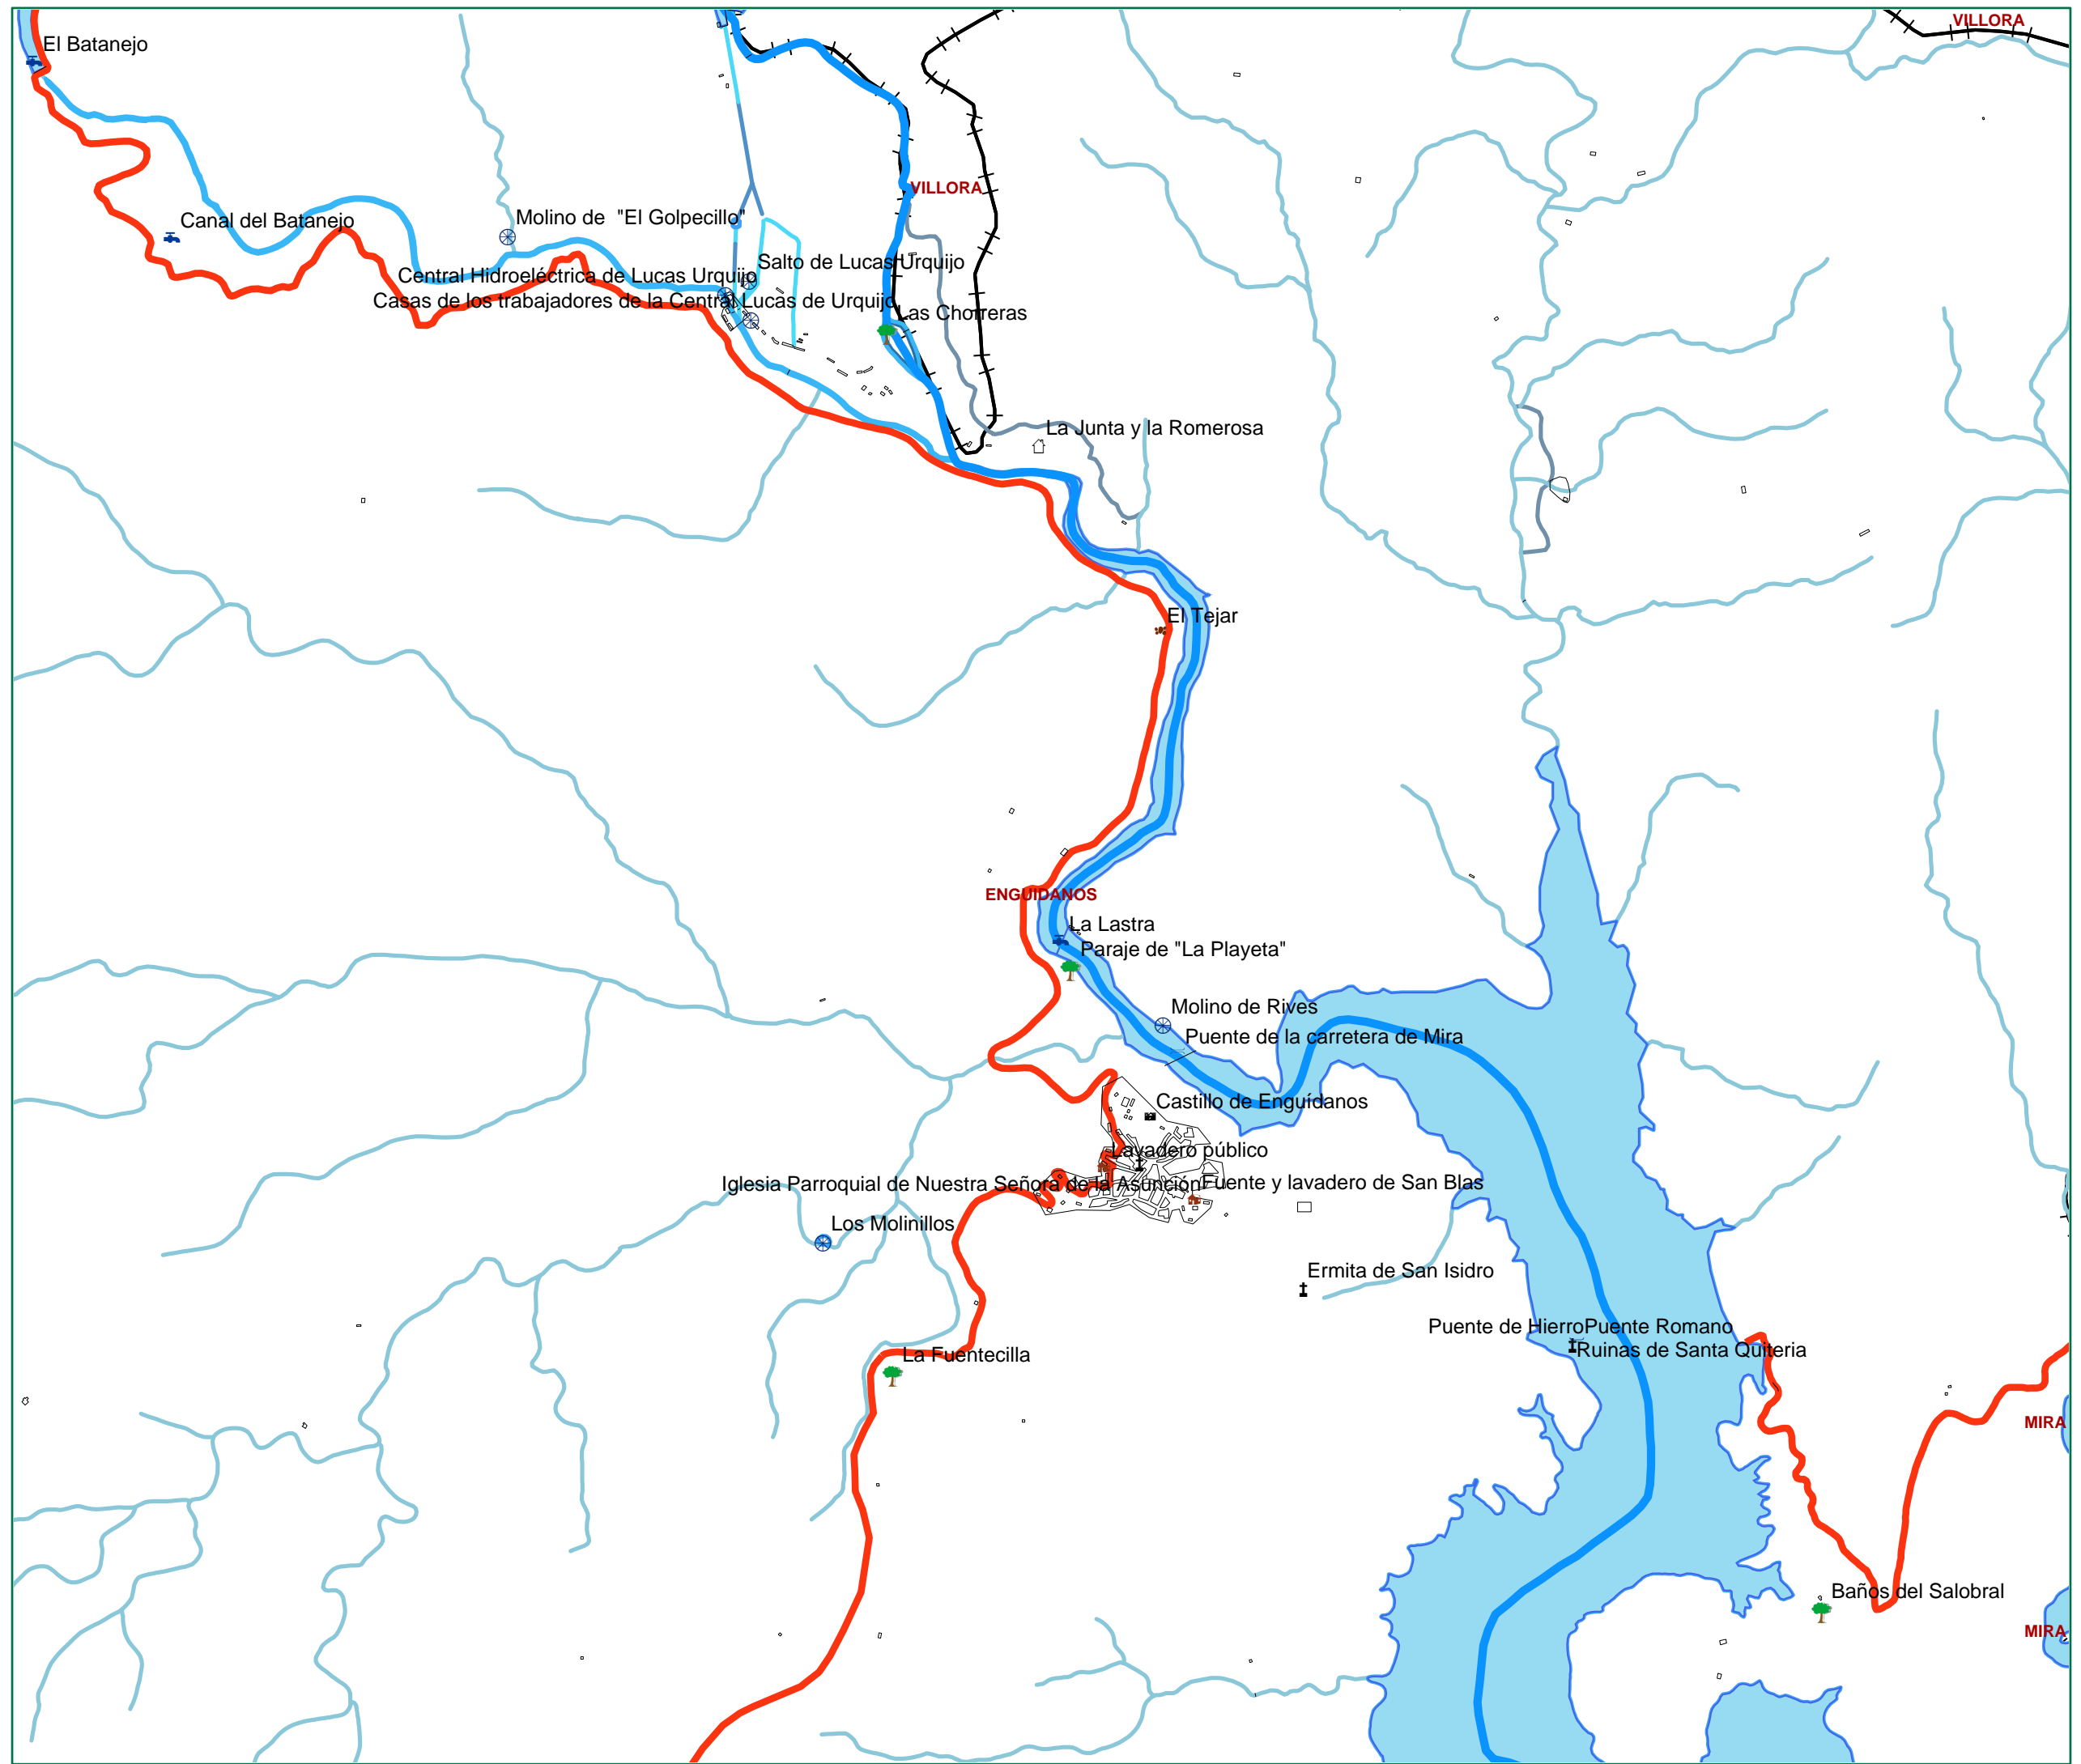 VILLORA
El Batanejo
VILLORA
Canal del Batanejo
Molino de "El Golpecillo"
Salto de Lucas Urquijo
Central Hidroeléctrica de Lucas Urquijo
Casas de los trabajadores de la Central Lucas de Urquijo
Las Chorreras
La Junta y la Romerosa
El Tejar
ENGUIDANOS
La Lastra
Paraje de "La Playeta"
Molino de Rives
Puente de la carretera de Mira
Castillo de Enguídanos
Lavadero público
Iglesia Parroquial de Nuestra Señora de la Asunción
Fuente y lavadero de San Blas
Los Molinillos
Ermita de San Isidro
Puente de Hierro
Puente Romano
Ruinas de Santa Quiteria
La Fuentecilla
MIRA
Baños del Salobral
MIRA